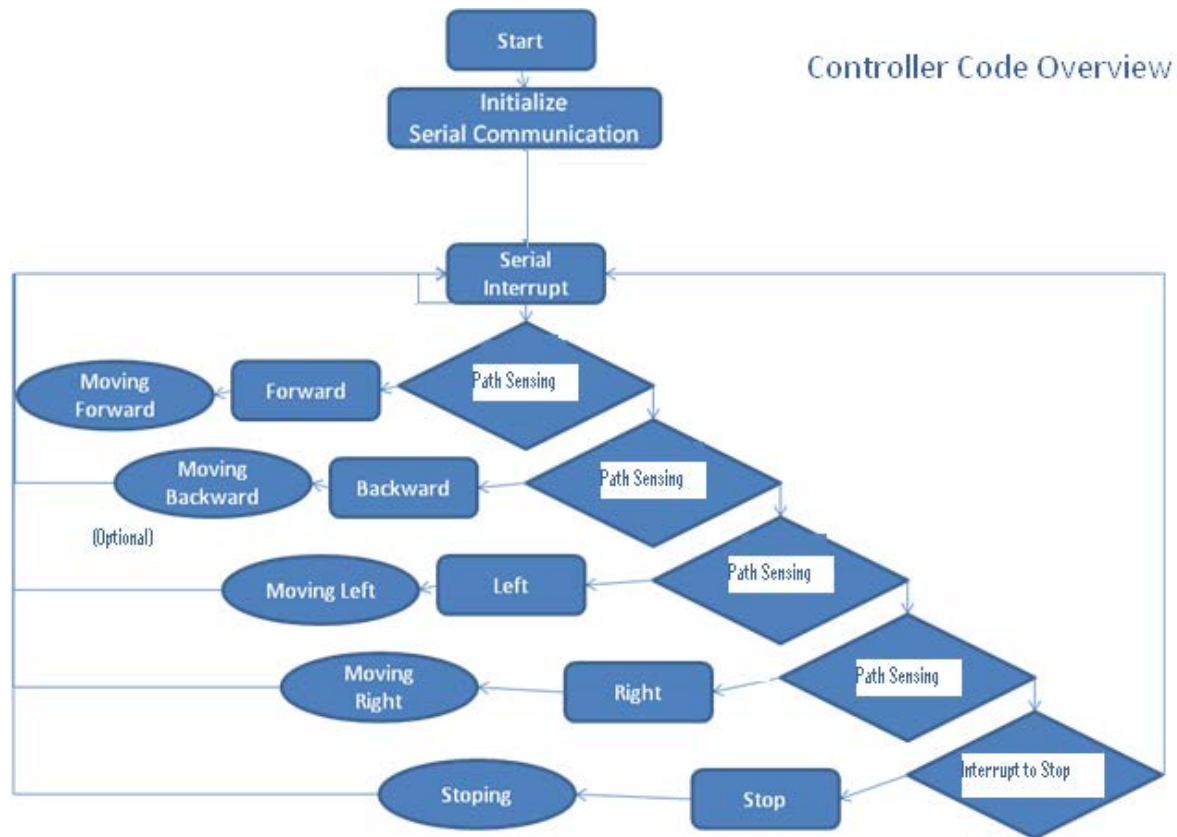 Start
Controller Code Overview
Initialize
Serial Communication
Serial
Interrupt
Path Sensing
Forward
Moving
Forward
Path Sensing
Backward
Moving
Backward
(Optional)
Path Sensing
Left
Moving Left
Path Sensing
Right
Moving
Right
Interrupt to Stop
Stop
Stoping